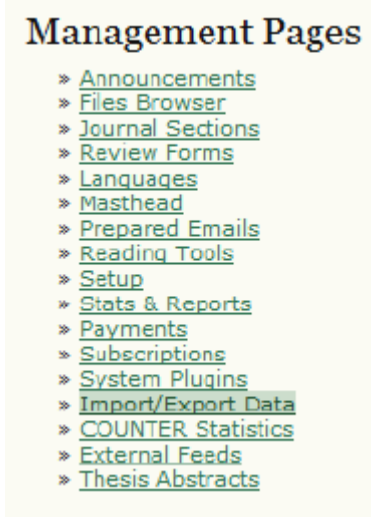 Management Pages
» Announcements
» Files Browser
» Journal Sections
» Review Forms
» Languages
» Masthead
» Prepared Emails
» Reading Tools
» Setup
» Stats & Reports
» Payments
» Subscriptions
» System Plugins
» Import/Export Data
» COUNTER Statistics
» External Feeds
» Thesis Abstracts